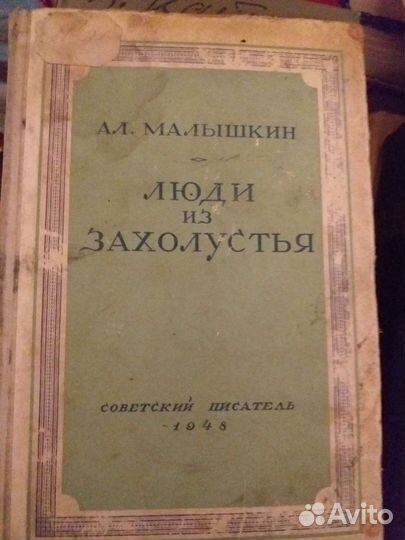 АЛ. МАЛЫШКИН
ЛЮДИ
ИЗ
ЗАХОЛУСТЬЯ
СОВЕТСКИЙ ПИСАТЕЛЬ
-1948
Avito